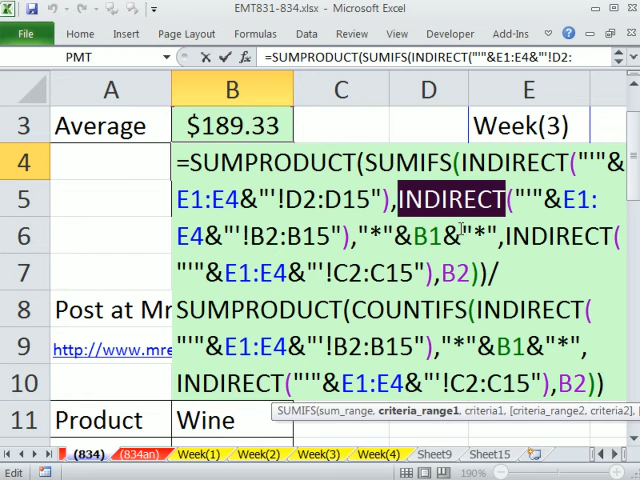 EMT831-834.xlsx - Microsoft Excel
File Home Insert Page Layout Formulas Data Review View Developer
PMT =SUMPRODUCT(SUMIFS(INDIRECT("'"&E1:E4&"'!D2:
A B C D E
3 Average $189.33 Week(3)
4 =SUMPRODUCT(SUMIFS(INDIRECT("'"&
5 E1:E4&"'!D2:D15"),INDIRECT("'"&E1:
6 E4&"'!B2:B15"),"*"&B1&"*",INDIRECT(
7 "'"&E1:E4&"'!C2:C15"),B2))/
8 Post at Mr SUMPRODUCT(COUNTIFS(INDIRECT(
9 http://www.mre "'"&E1:E4&"'!B2:B15"),"*"&B1&"*",
10 INDIRECT("'"&E1:E4&"'!C2:C15"),B2))
SUMIFS(sum_range, criteria_range1, criteria1, [criteria_range2, criteria2],
11 Product Wine
(834) (834an) Week(1) Week(2) Week(3) Week(4) Sheet9 Sheet15
Edit 190%